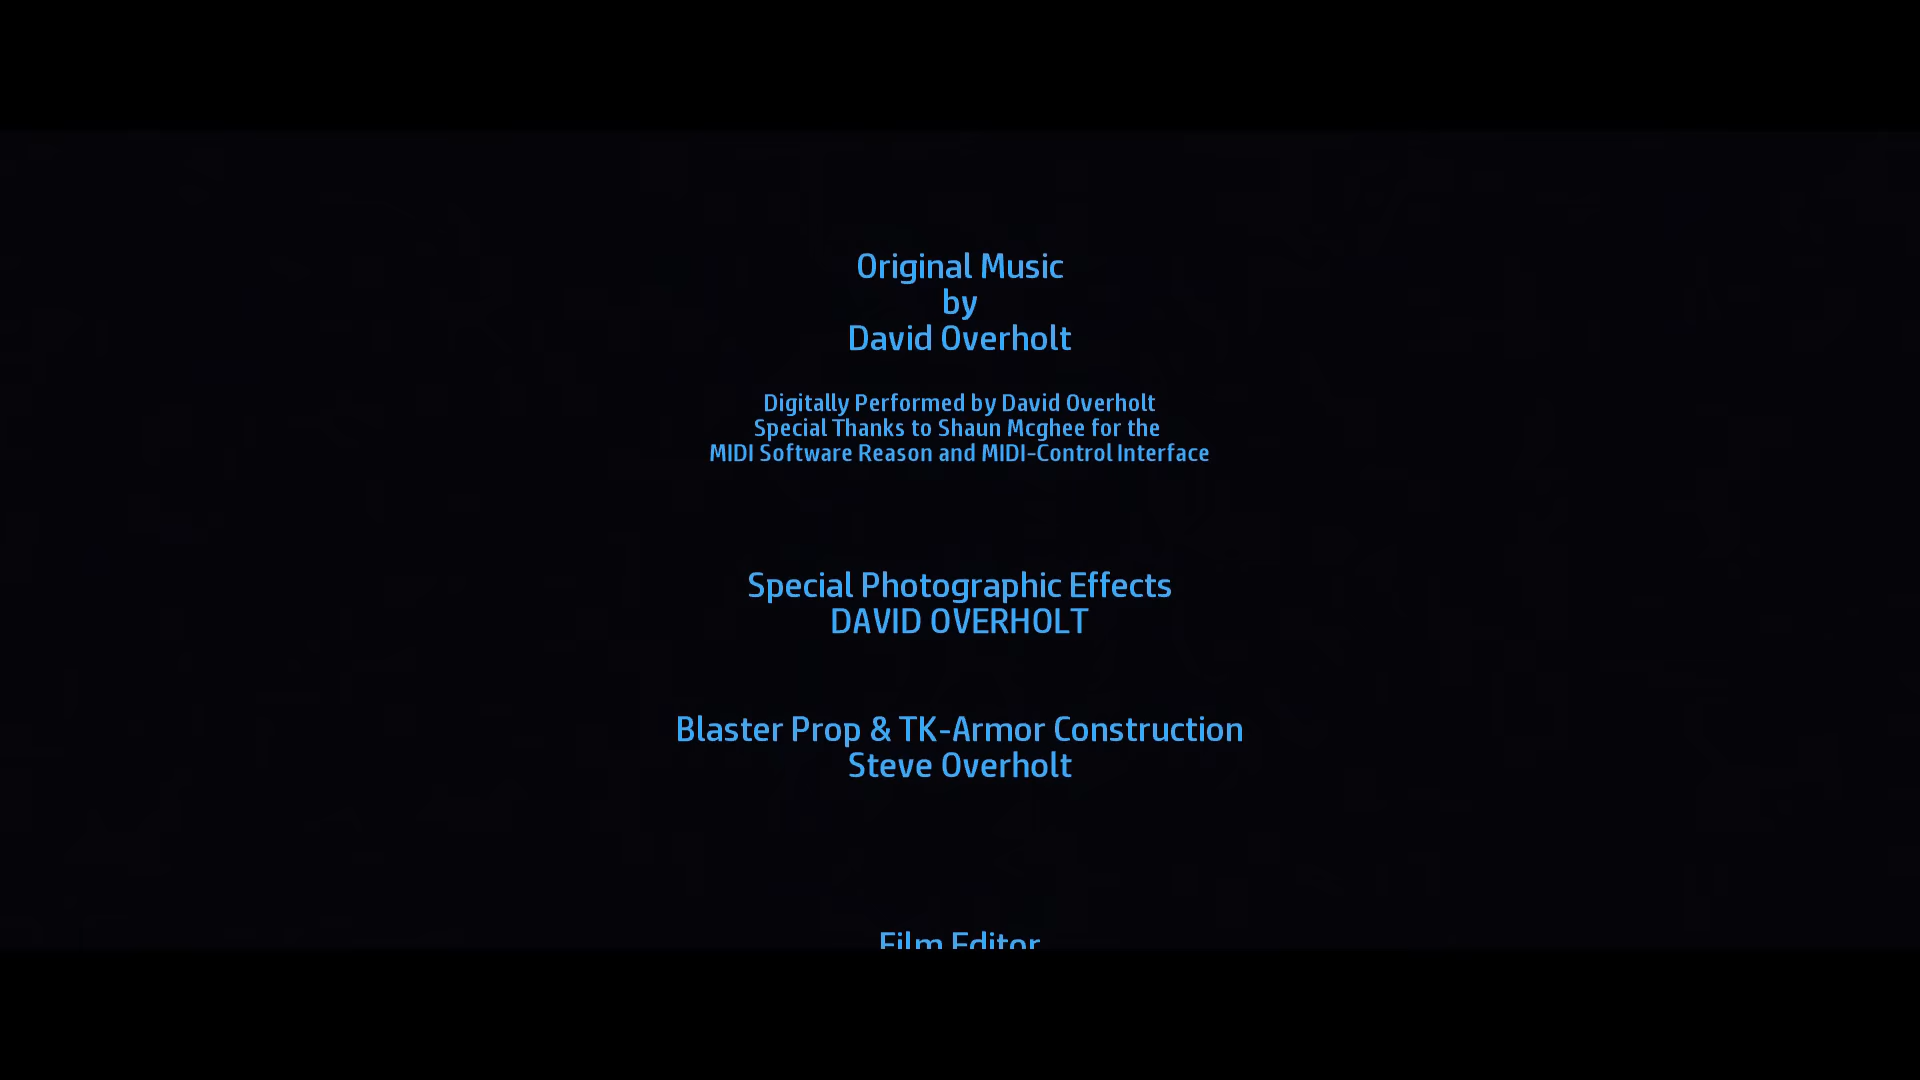 Original Music
by
David Overholt
Digitally Performed by David Overholt
Special Thanks to Shaun Mcghee for the
MIDI Software Reason and MIDI-Control Interface
Special Photographic Effects
DAVID OVERHOLT
Blaster Prop & TK-Armor Construction
Steve Overholt
Film Editor